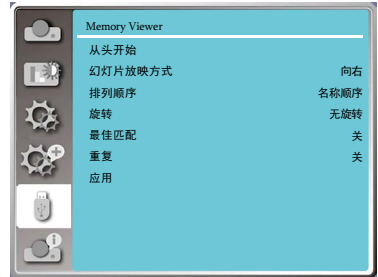 Memory Viewer
从头开始
幻灯片放映方式 向右
排列顺序 名称顺序
旋转 无旋转
最佳匹配 关
重复 关
应用